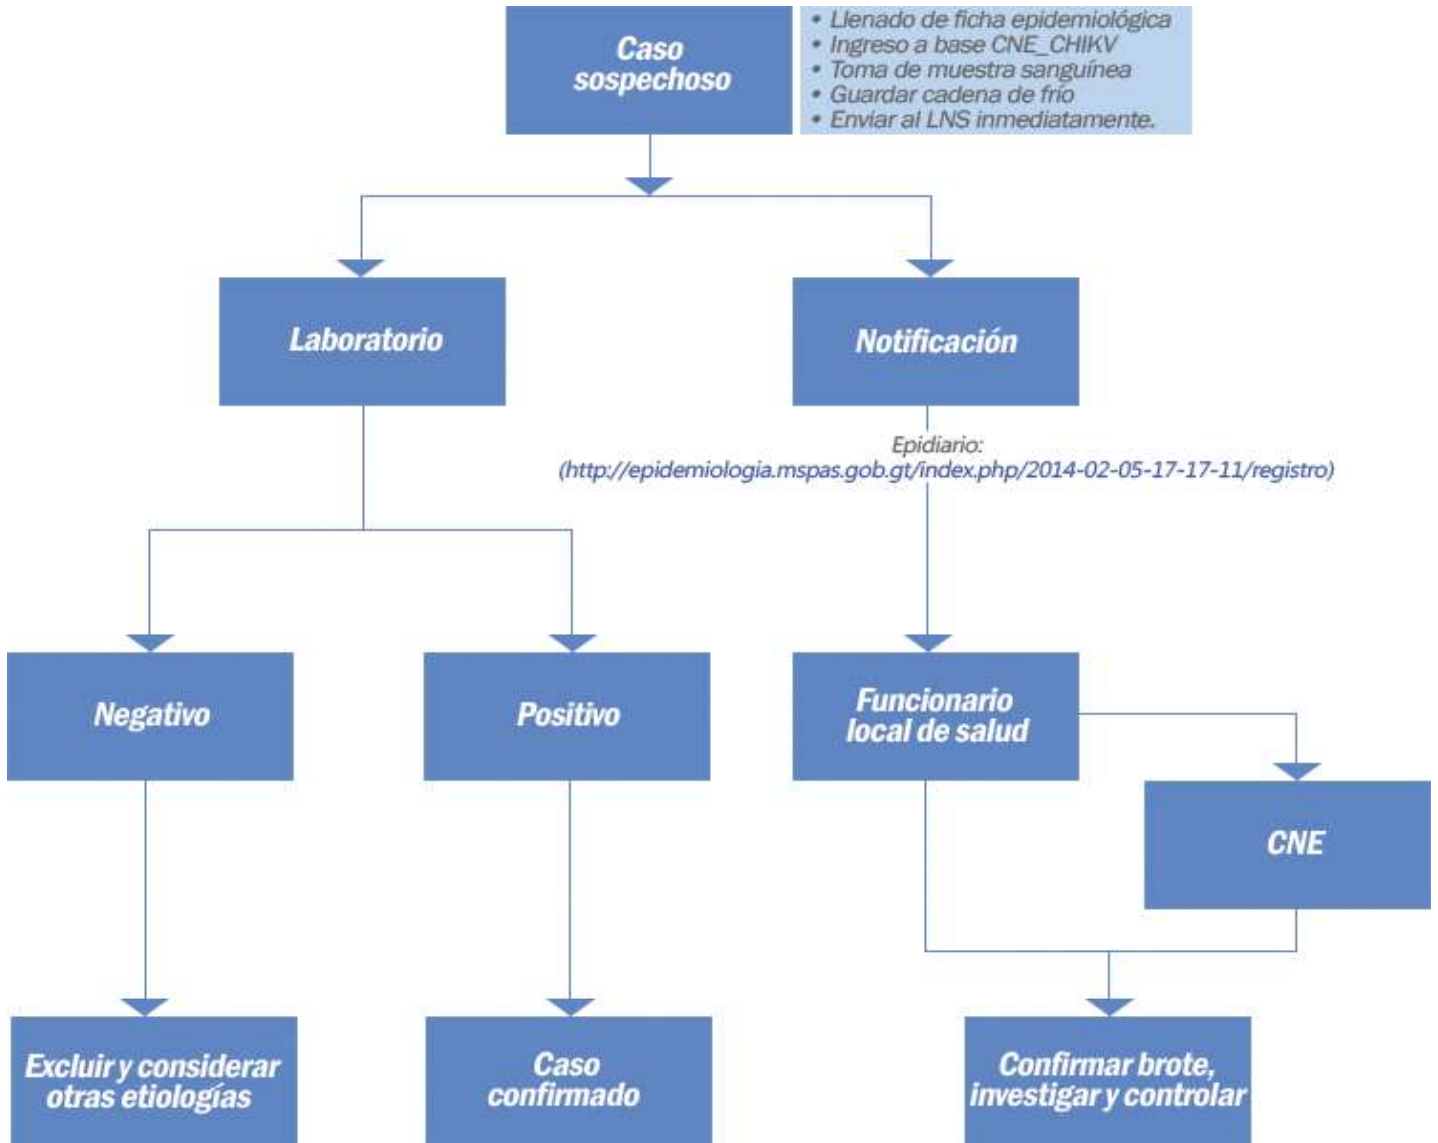 Caso
sospechoso
• Llenado de ficha epidemiológica
• Ingreso a base CNE_CHIKV
• Toma de muestra sanguínea
• Guardar cadena de frío
• Enviar al LNS inmediatamente.
Laboratorio
Notificación
Epidiario:
(http://epidemiologia.mspas.gob.gt/index.php/2014-02-05-17-17-11/registro)
Negativo
Positivo
Funcionario
local de salud
CNE
Excluir y considerar
otras etiologías
Caso
confirmado
Confirmar brote,
investigar y controlar